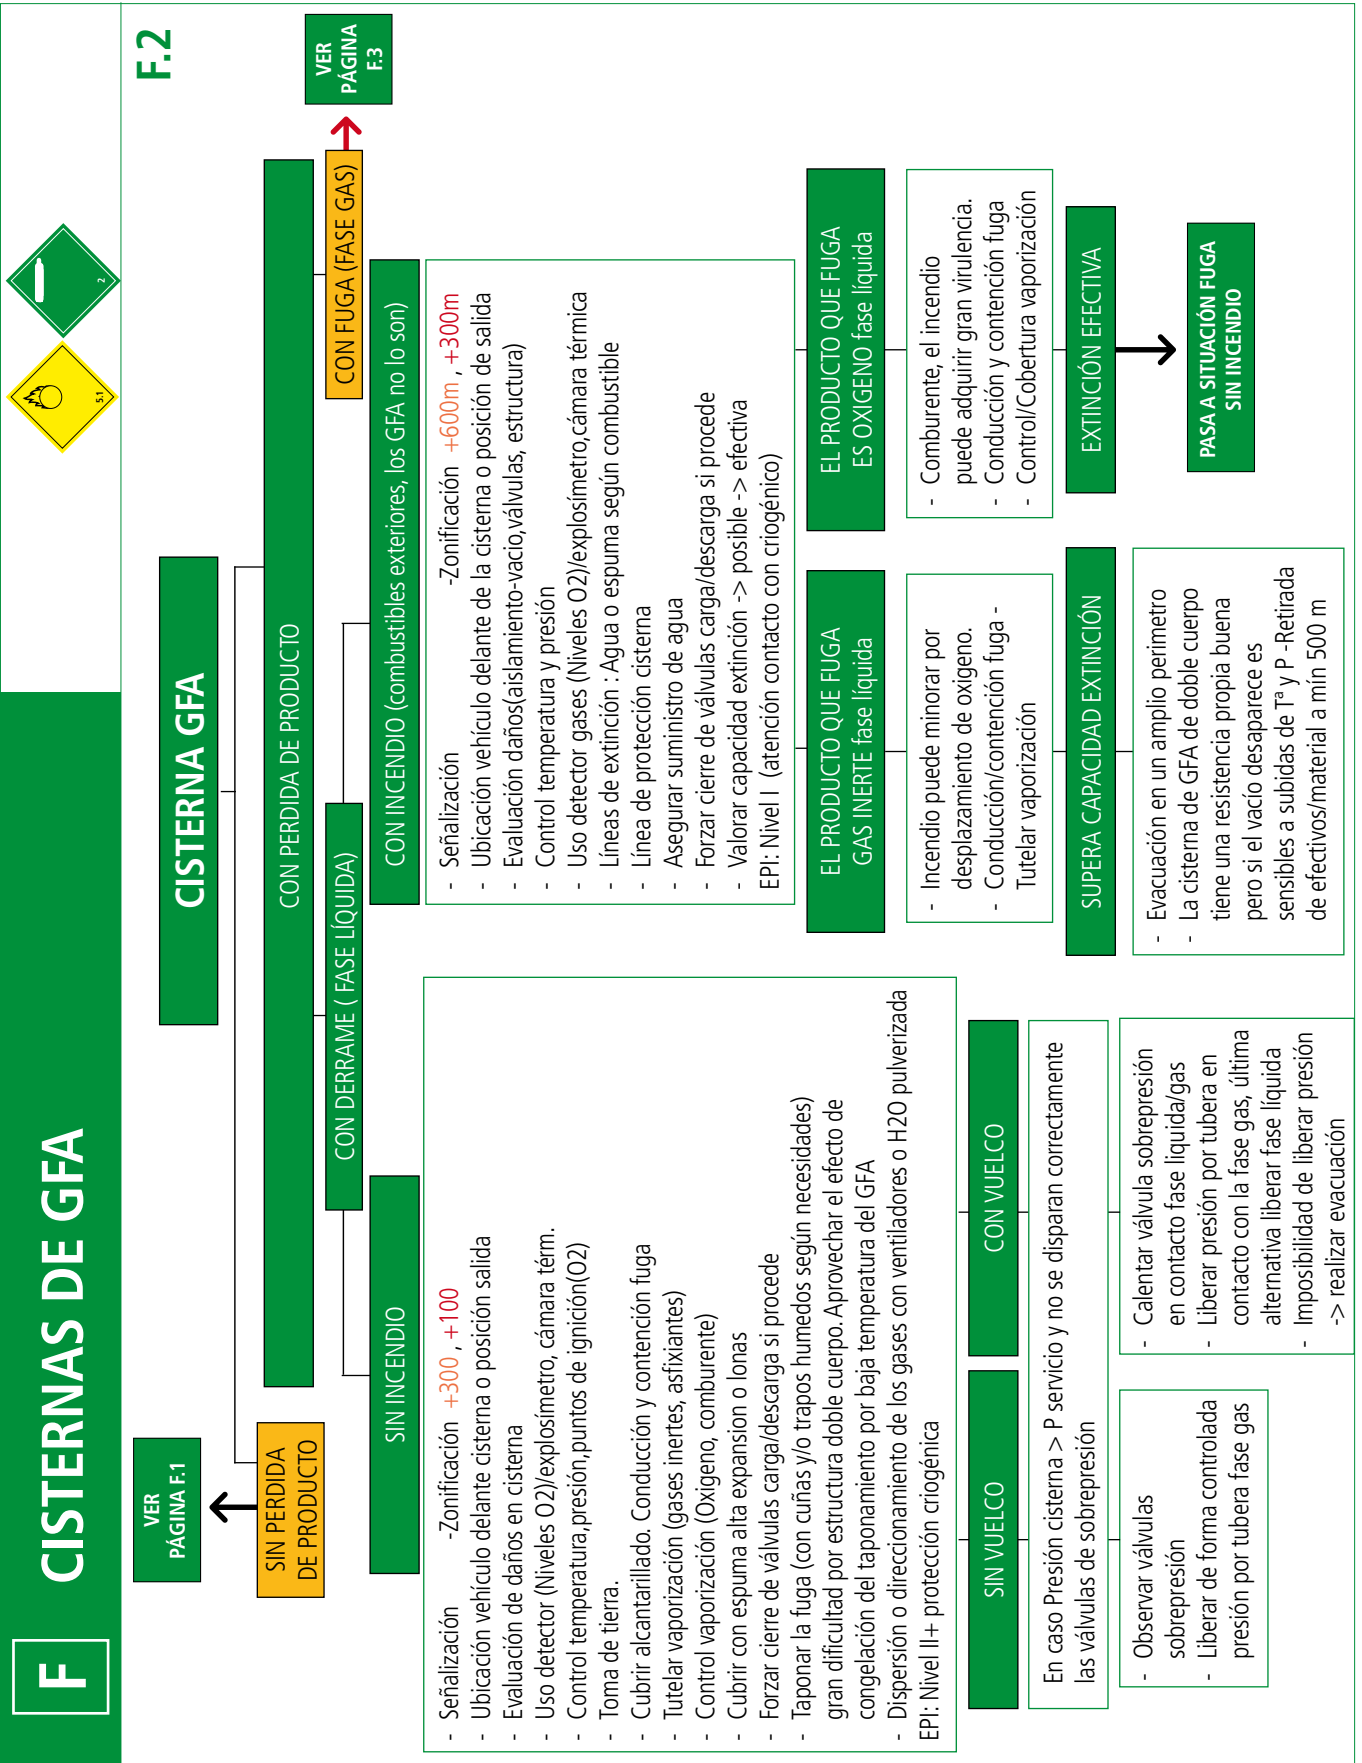 F CISTERNAS DE GFA
5.1
2
F.2
CISTERNA GFA
VER
PÁGINA F.1
SIN PERDIDA
DE PRODUCTO
CON PERDIDA DE PRODUCTO
CON DERRAME ( FASE LÍQUIDA)
CON FUGA (FASE GAS)
VER
PÁGINA
F.3
SIN INCENDIO
- Señalización -Zonificación +300 , +100
- Ubicación vehículo delante cisterna o posición salida
- Evaluación de daños en cisterna
- Uso detector (Niveles O2)/explosímetro, cámara térm.
- Control temperatura,presión,puntos de ignición(O2)
- Toma de tierra.
- Cubrir alcantarillado. Conducción y contención fuga
- Tutelar vaporización (gases inertes, asfixiantes)
- Control vaporización (Oxigeno, comburente)
- Cubrir con espuma alta expansion o lonas
- Forzar cierre de válvulas carga/descarga si procede
- Taponar la fuga (con cuñas y/o trapos humedos según necesidades)
gran dificultad por estructura doble cuerpo. Aprovechar el efecto de
congelación del taponamiento por baja temperatura del GFA
- Dispersión o direccionamiento de los gases con ventiladores o H2O pulverizada
EPI: Nivel II+ protección criogénica
SIN VUELCO
CON VUELCO
En caso Presión cisterna > P servicio y no se disparan correctamente
las válvulas de sobrepresión
- Observar válvulas
sobrepresión
- Liberar de forma controlada
presión por tubera fase gas
- Calentar válvula sobrepresión
en contacto fase liquida/gas
- Liberar presión por tubera en
contacto con la fase gas, última
alternativa liberar fase líquida
- Imposibilidad de liberar presión
-> realizar evacuación
CON INCENDIO (combustibles exteriores, los GFA no lo son)
- Señalización -Zonificación +600m , +300m
- Ubicación vehículo delante de la cisterna o posición de salida
- Evaluación daños(aislamiento-vacio,válvulas, estructura)
- Control temperatura y presión
- Uso detector gases (Niveles O2)/explosímetro,cámara térmica
- Líneas de extinción : Agua o espuma según combustible
- Línea de protección cisterna
- Asegurar suministro de agua
- Forzar cierre de válvulas carga/descarga si procede
- Valorar capacidad extinción -> posible -> efectiva
EPI: Nivel I (atención contacto con criogénico)
EL PRODUCTO QUE FUGA
GAS INERTE fase líquida
- Incendio puede minorar por
desplazamiento de oxígeno.
- Conducción/contención fuga -
Tutelar vaporización
SUPERA CAPACIDAD EXTINCIÓN
- Evacuación en un amplio perimetro
- La cisterna de GFA de doble cuerpo
tiene una resistencia propia buena
pero si el vacío desaparece es
sensibles a subidas de Tª y P -Retirada
de efectivos/material a min 500 m
EL PRODUCTO QUE FUGA
ES OXIGENO fase líquida
- Comburente, el incendio
puede adquirir gran virulencia.
- Conducción y contención fuga
- Control/Cobertura vaporización
EXTINCIÓN EFECTIVA
PASA A SITUACIÓN FUGA
SIN INCENDIO